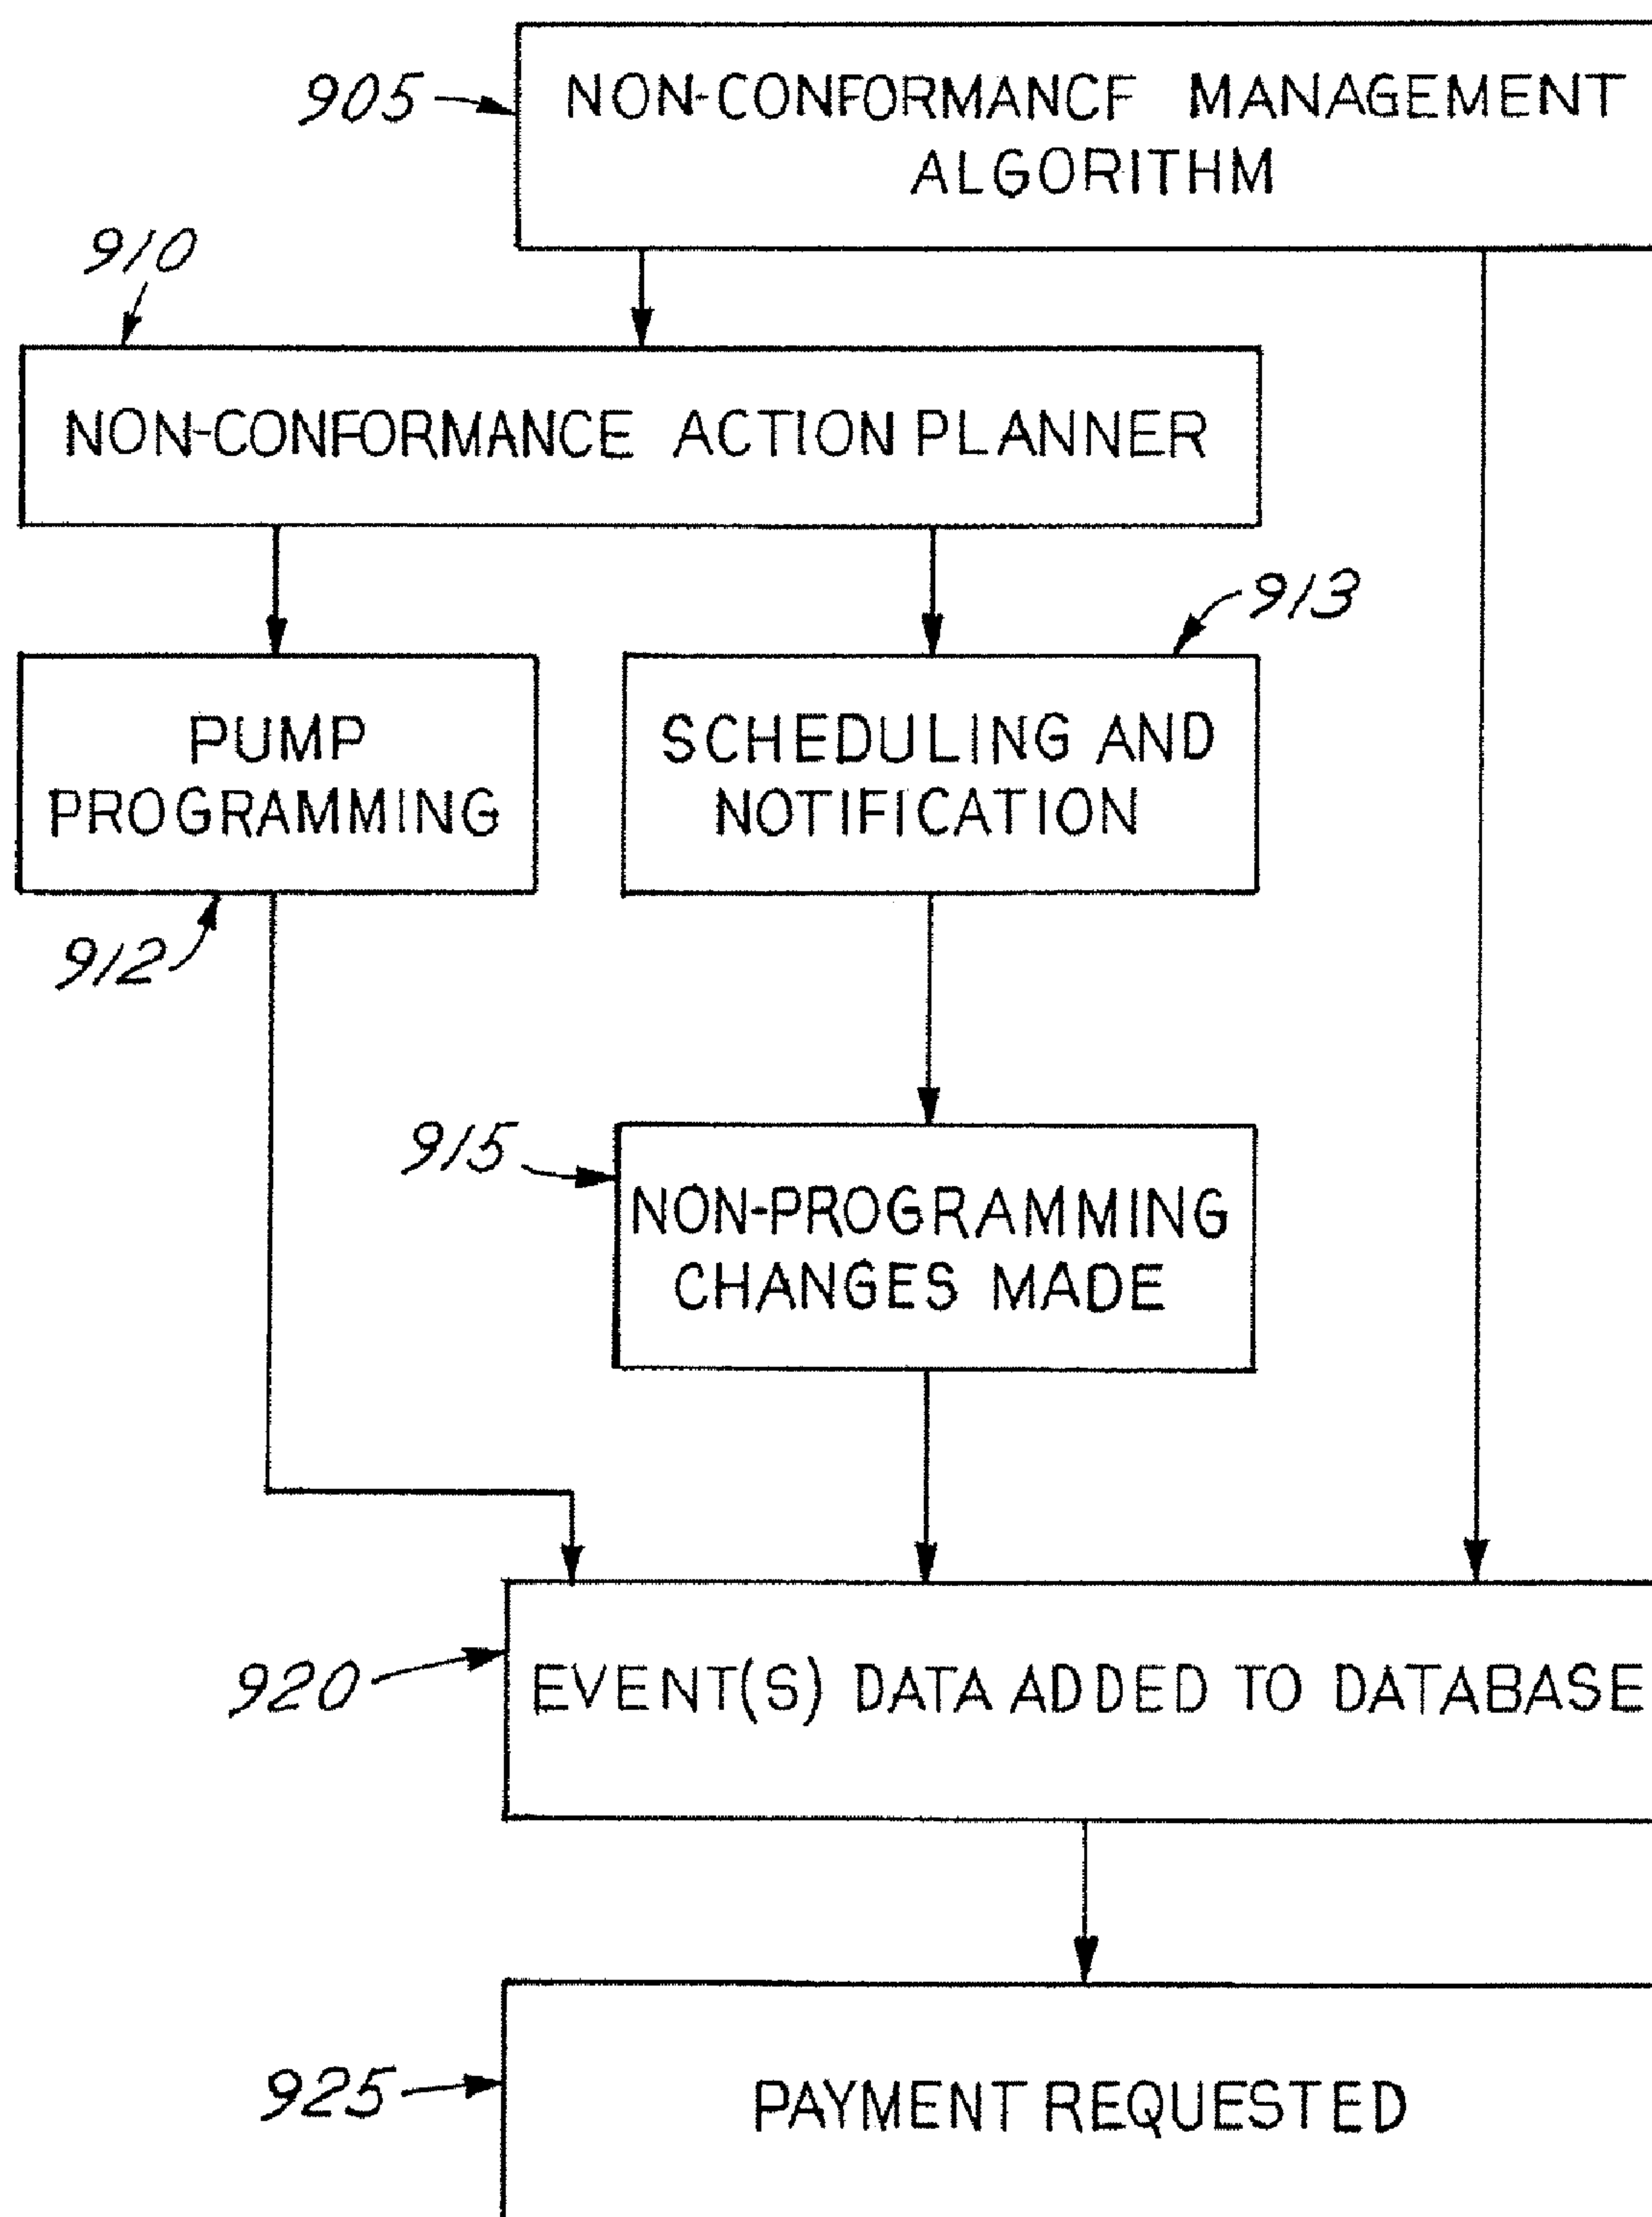 905
NON-CONFORMANCF MANAGEMENT
ALGORITHM
910
NON-CONFORMANCE ACTION PLANNER
913
PUMP
PROGRAMMING
SCHEDULING AND
NOTIFICATION
912
915
NON-PROGRAMMING
CHANGES MADE
920
EVENT(S) DATA ADDED TO DATABASE
925
PAYMENT REQUESTED